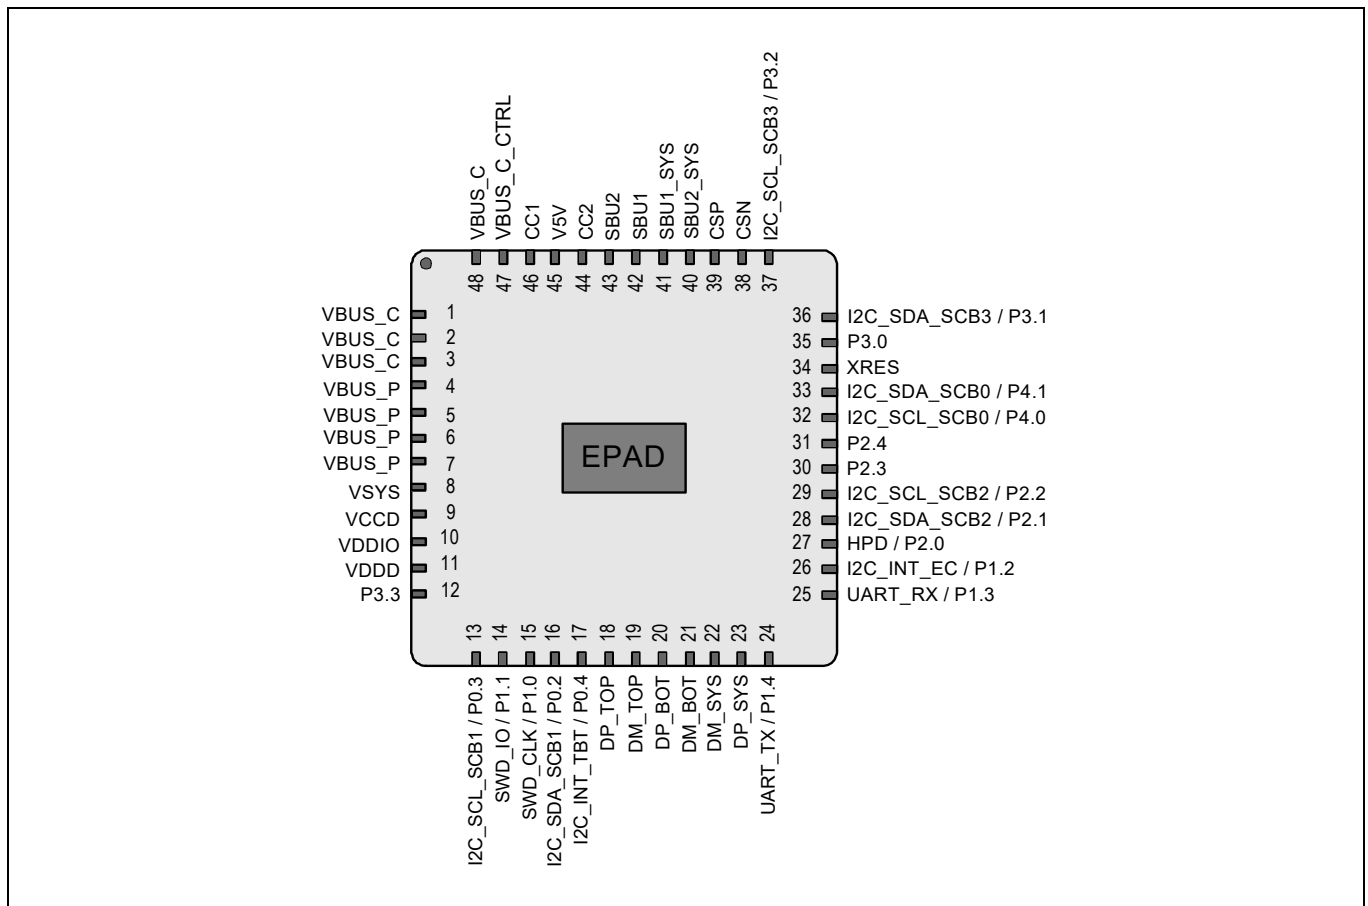 VBUS_C
VBUS_C_CTRL
CC1
V5V
CC2
SBU2
SBU1
SBU1_SYS
SBU2_SYS
CSP
CSN
I2C_SCL_SCB3 / P3.2
48
47
46
45
44
43
42
41
40
39
38
37
VBUS_C 1
VBUS_C 2
VBUS_C 3
VBUS_P 4
VBUS_P 5
VBUS_P 6
VBUS_P 7
VSYS 8
VCCD 9
VDDIO 10
VDDD 11
P3.3 12
EPAD
36 I2C_SDA_SCB3 / P3.1
35 P3.0
34 XRES
33 I2C_SDA_SCB0 / P4.1
32 I2C_SCL_SCB0 / P4.0
31 P2.4
30 P2.3
29 I2C_SCL_SCB2 / P2.2
28 I2C_SDA_SCB2 / P2.1
27 HPD / P2.0
26 I2C_INT_EC / P1.2
25 UART_RX / P1.3
13
14
15
16
17
18
19
20
21
22
23
24
I2C_SCL_SCB1 / P0.3
SWD_IO / P1.1
SWD_CLK / P1.0
I2C_SDA_SCB1 / P0.2
I2C_INT_TBT / P0.4
DP_TOP
DM_TOP
DP_BOT
DM_BOT
DM_SYS
DP_SYS
UART_TX / P1.4